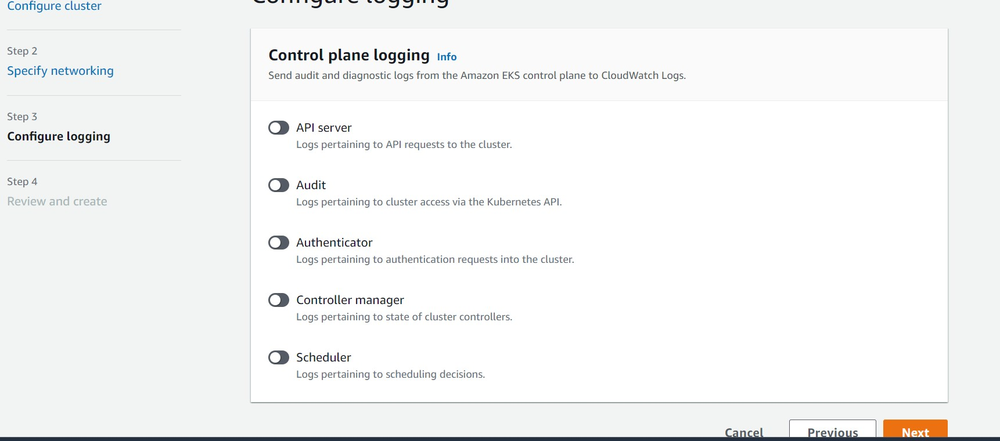 Configure cluster
Step 2
Specify networking
Step 3
Configure logging
Step 4
Review and create
Configure logging
Control plane logging Info
Send audit and diagnostic logs from the Amazon EKS control plane to CloudWatch Logs.
API server
Logs pertaining to API requests to the cluster.
Audit
Logs pertaining to cluster access via the Kubernetes API.
Authenticator
Logs pertaining to authentication requests into the cluster.
Controller manager
Logs pertaining to state of cluster controllers.
Scheduler
Logs pertaining to scheduling decisions.
Cancel Previous Next